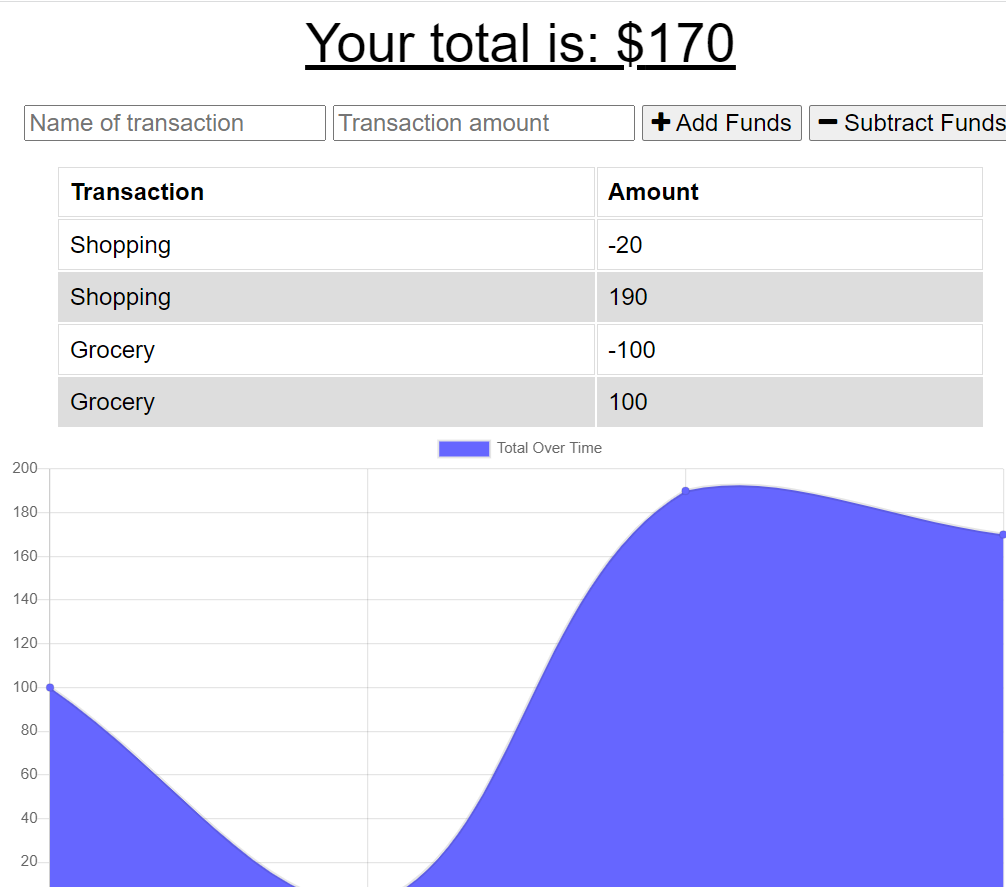 Your total is: $170
Name of transaction Transaction amount Add Funds Subtract Funds
Transaction Amount
Shopping -20
Shopping 190
Grocery -100
Grocery 100
Total Over Time
200
180
160
140
120
100
80
60
40
20